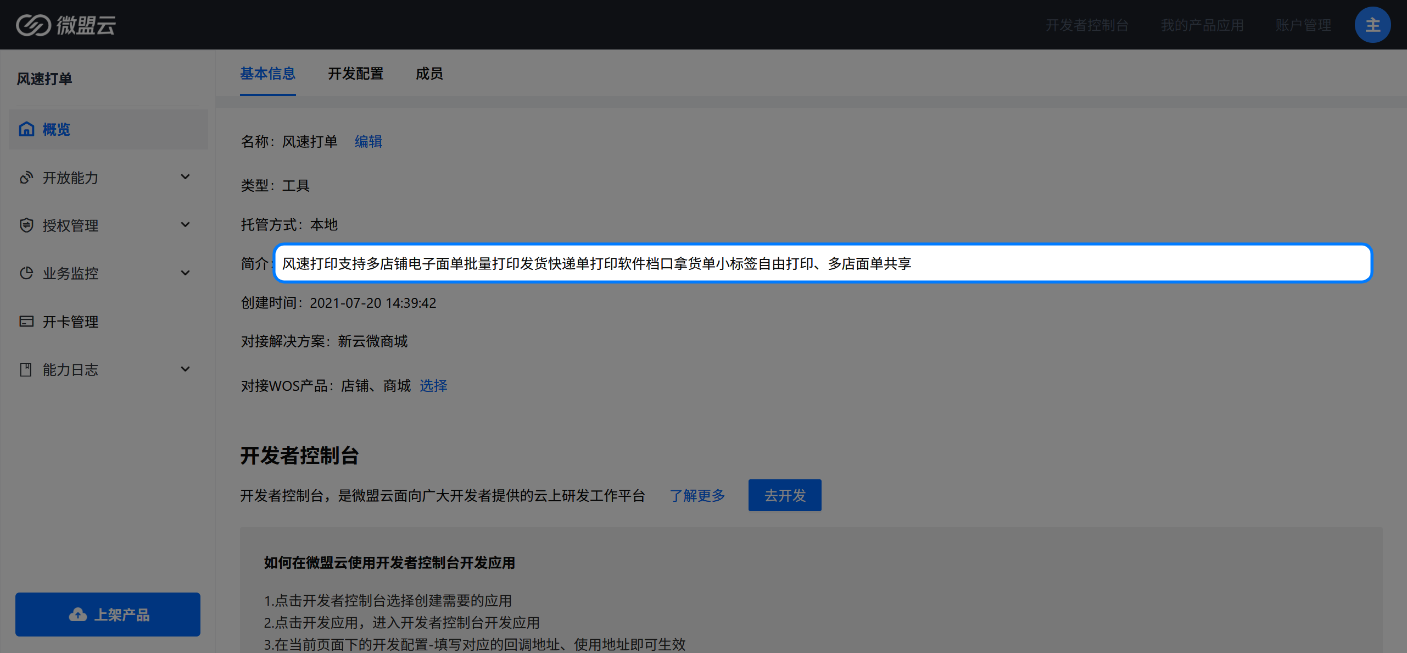 微盟云
开发者控制台
我的产品应用
账户管理
主
风速打单
概览
开放能力
授权管理
业务监控
开卡管理
能力日志
上架产品
基本信息
开发配置
成员
名称：风速打单 编辑
类型：工具
托管方式：本地
简介：风速打印支持多店铺电子面单批量打印发货快递单打印软件档口拿货单小标签自由打印、多店面单共享
创建时间：2021-07-20 14:39:42
对接解决方案：新云微商城
对接WOS产品：店铺、商城 选择
开发者控制台
开发者控制台，是微盟云面向广大开发者提供的云上研发工作平台 了解更多 去开发
如何在微盟云使用开发者控制台开发应用
1.点击开发者控制台选择创建需要的应用
2.点击开发应用，进入开发者控制台开发应用
3.在当前页面下的开发配置-填写对应的回调地址、使用地址即可生效